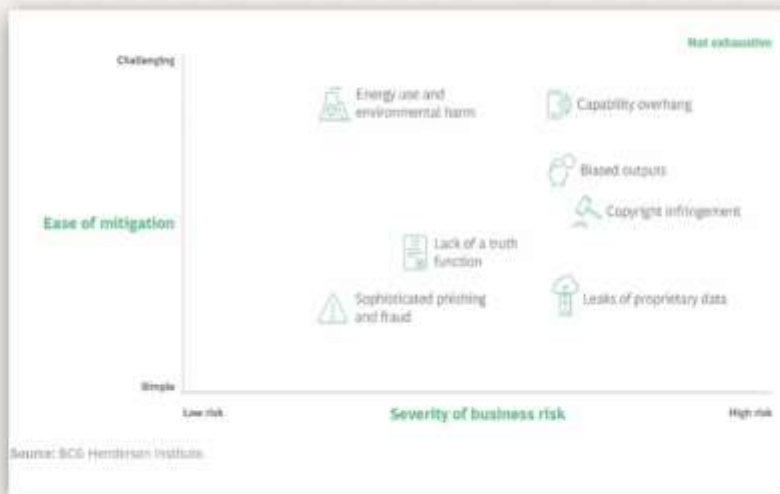 Not exhaustive
Challenging
Energy use and
environmental harm
Capability overhang
Biased outputs
Ease of mitigation
Copyright infringement
Lack of a truth
function
Sophisticated phishing
and fraud
Leaks of proprietary data
Simple
Low risk
Severity of business risk
High risk
Source: BCG Henderson Institute.